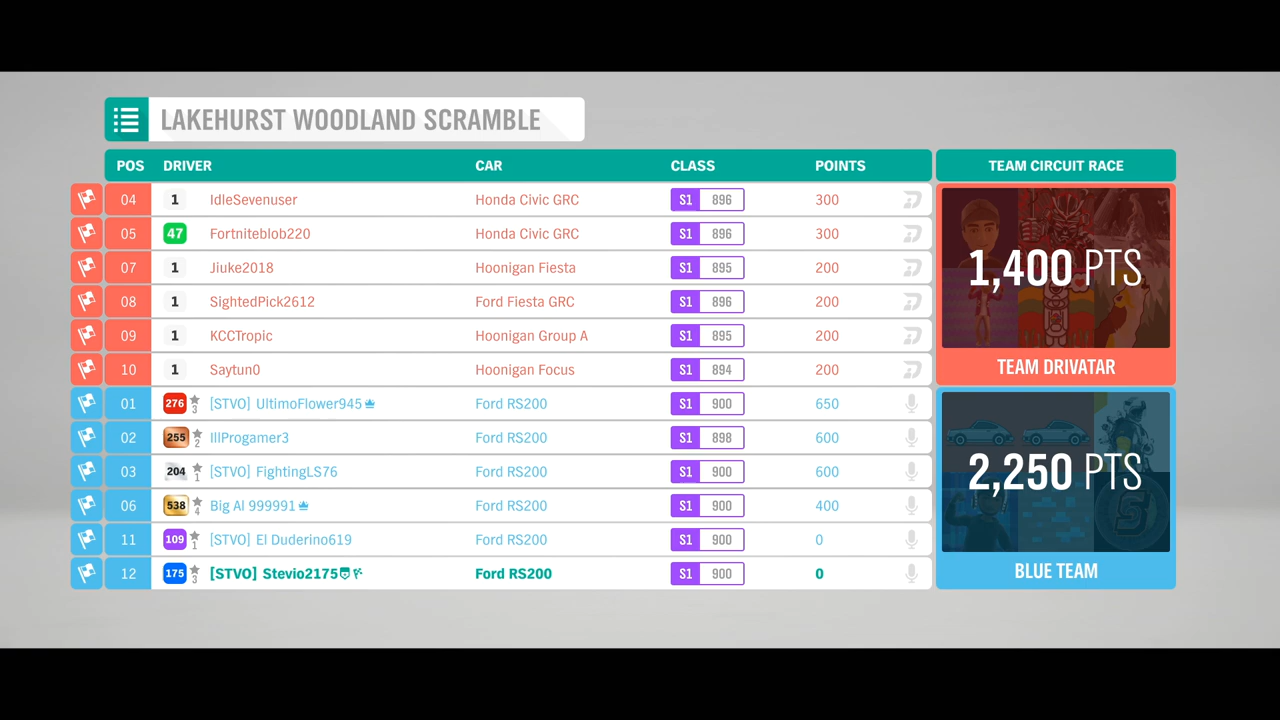 LAKEHURST WOODLAND SCRAMBLE
POS DRIVER CAR CLASS POINTS TEAM CIRCUIT RACE
04 1 IdleSevenuser Honda Civic GRC S1 896 300
05 47 Fortniteblob220 Honda Civic GRC S1 896 300
07 1 Jiuke2018 Hoonigan Fiesta S1 895 200
08 1 SightedPick2612 Ford Fiesta GRC S1 896 200
09 1 KCCTropic Hoonigan Group A S1 895 200
10 1 Saytun0 Hoonigan Focus S1 894 200
1,400 PTS
TEAM DRIVATAR
01 276 3 [STVO] UltimoFlower945 Ford RS200 S1 900 650
02 255 2 IllProgamer3 Ford RS200 S1 898 600
03 204 1 [STVO] FightingLS76 Ford RS200 S1 900 600
06 538 4 Big Al 999991 Ford RS200 S1 900 400
11 109 1 [STVO] El Duderino619 Ford RS200 S1 900 0
12 175 3 [STVO] Stevio2175 Ford RS200 S1 900 0
2,250 PTS
BLUE TEAM